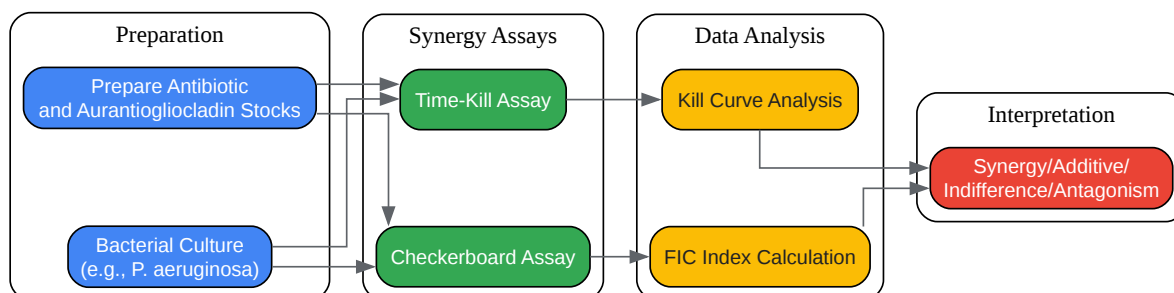 Preparation
Prepare Antibiotic
and Aurantiogliocladin Stocks
Bacterial Culture
(e.g., P. aeruginosa)
Synergy Assays
Time-Kill Assay
Checkerboard Assay
Data Analysis
Kill Curve Analysis
FIC Index Calculation
Interpretation
Synergy/Additive/
Indifference/Antagonism